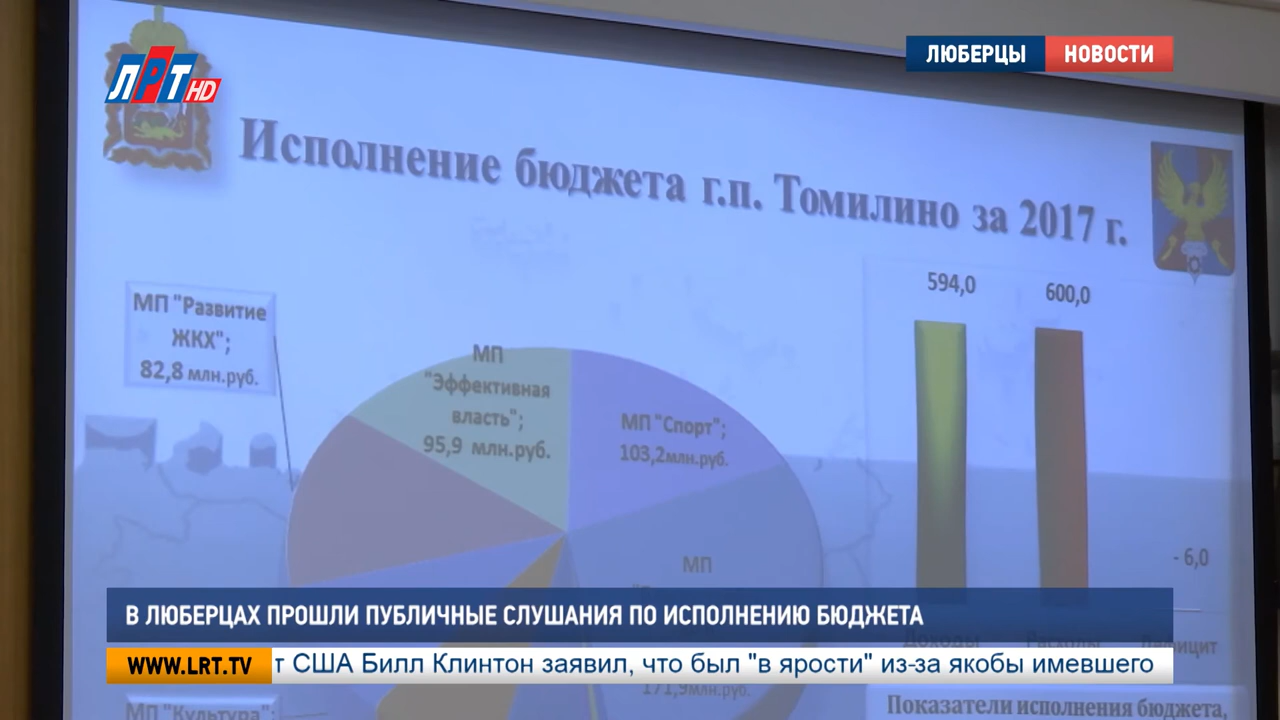 ЛРТ HD
ЛЮБЕРЦЫ НОВОСТИ
Исполнение бюджета г.п. Томилино за 2017 г.
МП "Развитие
ЖКХ";
82,8 млн.руб.
МП
"Эффективная
власть";
95,9 млн.руб.
МП "Спорт";
103,2млн.руб.
МП
171,9млн.руб.
МП "Культура";
594,0
600,0
- 6,0
Доходы
Расходы
Дефицит
Показатели исполнения бюджета,
В ЛЮБЕРЦАХ ПРОШЛИ ПУБЛИЧНЫЕ СЛУШАНИЯ ПО ИСПОЛНЕНИЮ БЮДЖЕТА
WWW.LRT.TV
т США Билл Клинтон заявил, что был "в ярости" из-за якобы имевшего